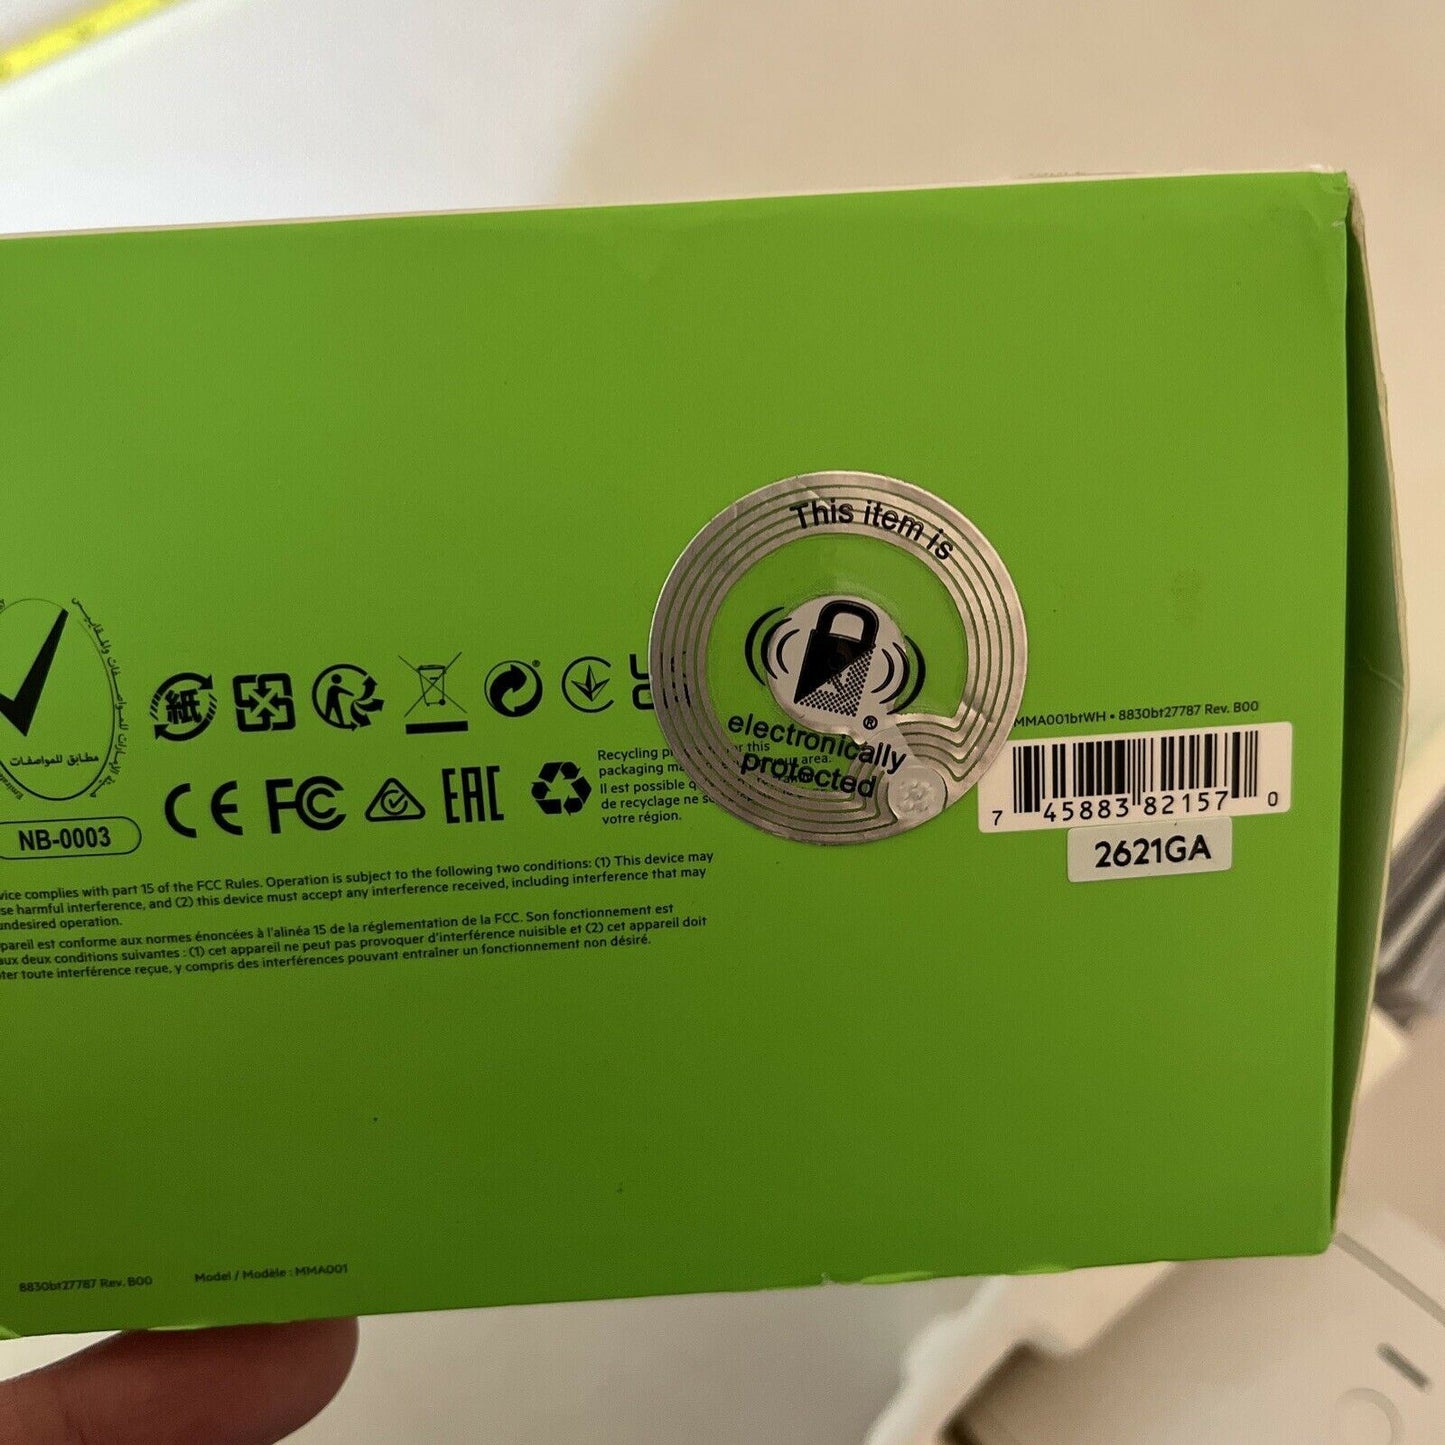 This item is
®
electronically
protected
MMA001btWH • 8830bt27787 Rev. B00
7 45883 82157 0
2621GA
مطابق للمواصفات
NB-0003
紙
CE FC EAC
Recycling for this
packaging area.
Il est possible
de recyclage ne
votre région.
vice complies with part 15 of the FCC Rules. Operation is subject to the following two conditions: (1) This device may
se harmful interference, and (2) this device must accept any interference received, including interference that may
undesired operation.
pareil est conforme aux normes énoncées à l'alinéa 15 de la réglementation de la FCC. Son fonctionnement est
aux deux conditions suivantes : (1) cet appareil ne peut pas provoquer d'interférence nuisible et (2) cet appareil doit
ter toute interférence reçue, y compris des interférences pouvant entraîner un fonctionnement non désiré.
8830bt27787 Rev. B00 Model / Modèle : MMA001